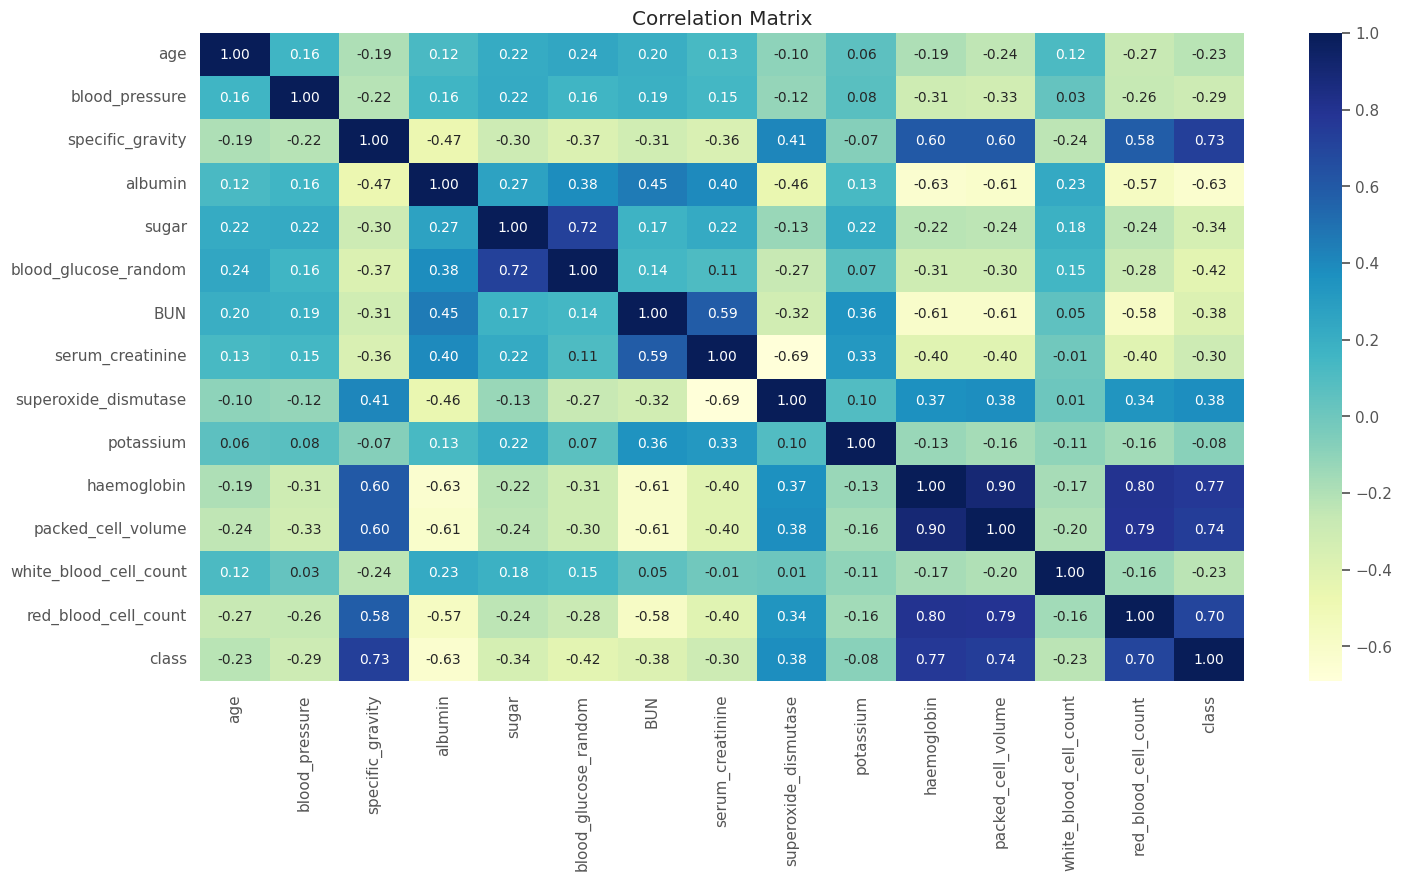 Correlation Matrix
age 1.00 0.16 -0.19 0.12 0.22 0.24 0.20 0.13 -0.10 0.06 -0.19 -0.24 0.12 -0.27 -0.23
blood_pressure 0.16 1.00 -0.22 0.16 0.22 0.16 0.19 0.15 -0.12 0.08 -0.31 -0.33 0.03 -0.26 -0.29
specific_gravity -0.19 -0.22 1.00 -0.47 -0.30 -0.37 -0.31 -0.36 0.41 -0.07 0.60 0.60 -0.24 0.58 0.73
albumin 0.12 0.16 -0.47 1.00 0.27 0.38 0.45 0.40 -0.46 0.13 -0.63 -0.61 0.23 -0.57 -0.63
sugar 0.22 0.22 -0.30 0.27 1.00 0.72 0.17 0.22 -0.13 0.22 -0.22 -0.24 0.18 -0.24 -0.34
blood_glucose_random 0.24 0.16 -0.37 0.38 0.72 1.00 0.14 0.11 -0.27 0.07 -0.31 -0.30 0.15 -0.28 -0.42
BUN 0.20 0.19 -0.31 0.45 0.17 0.14 1.00 0.59 -0.32 0.36 -0.61 -0.61 0.05 -0.58 -0.38
serum_creatinine 0.13 0.15 -0.36 0.40 0.22 0.11 0.59 1.00 -0.69 0.33 -0.40 -0.40 -0.01 -0.40 -0.30
superoxide_dismutase -0.10 -0.12 0.41 -0.46 -0.13 -0.27 -0.32 -0.69 1.00 0.10 0.37 0.38 0.01 0.34 0.38
potassium 0.06 0.08 -0.07 0.13 0.22 0.07 0.36 0.33 0.10 1.00 -0.13 -0.16 -0.11 -0.16 -0.08
haemoglobin -0.19 -0.31 0.60 -0.63 -0.22 -0.31 -0.61 -0.40 0.37 -0.13 1.00 0.90 -0.17 0.80 0.77
packed_cell_volume -0.24 -0.33 0.60 -0.61 -0.24 -0.30 -0.61 -0.40 0.38 -0.16 0.90 1.00 -0.20 0.79 0.74
white_blood_cell_count 0.12 0.03 -0.24 0.23 0.18 0.15 0.05 -0.01 0.01 -0.11 -0.17 -0.20 1.00 -0.16 -0.23
red_blood_cell_count -0.27 -0.26 0.58 -0.57 -0.24 -0.28 -0.58 -0.40 0.34 -0.16 0.80 0.79 -0.16 1.00 0.70
class -0.23 -0.29 0.73 -0.63 -0.34 -0.42 -0.38 -0.30 0.38 -0.08 0.77 0.74 -0.23 0.70 1.00
age
blood_pressure
specific_gravity
albumin
sugar
blood_glucose_random
BUN
serum_creatinine
superoxide_dismutase
potassium
haemoglobin
packed_cell_volume
white_blood_cell_count
red_blood_cell_count
class
1.0
0.8
0.6
0.4
0.2
0.0
−0.2
−0.4
−0.6